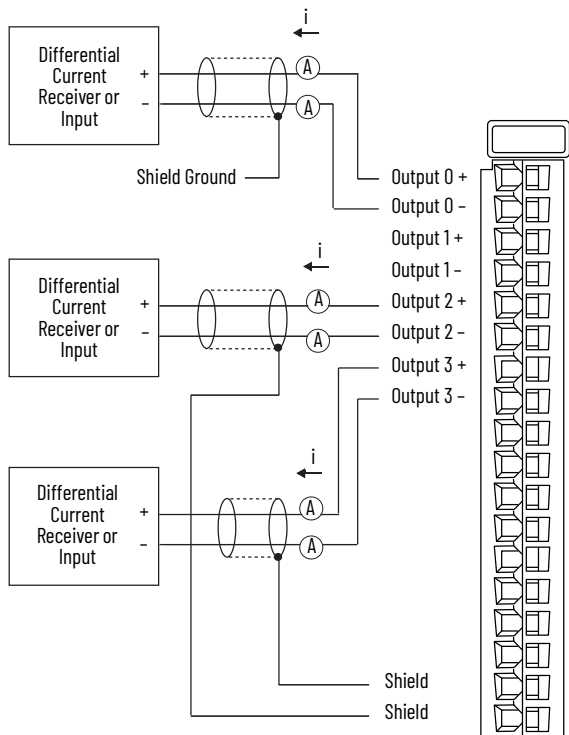 i
Differential
Current
Receiver or
Input
+
–
A
A
Shield Ground
Output 0 +
Output 0 –
Output 1 +
Output 1 –
i
Differential
Current
Receiver or
Input
+
–
A
A
Output 2 +
Output 2 –
Output 3 +
Output 3 –
i
Differential
Current
Receiver or
Input
+
–
A
A
Shield
Shield